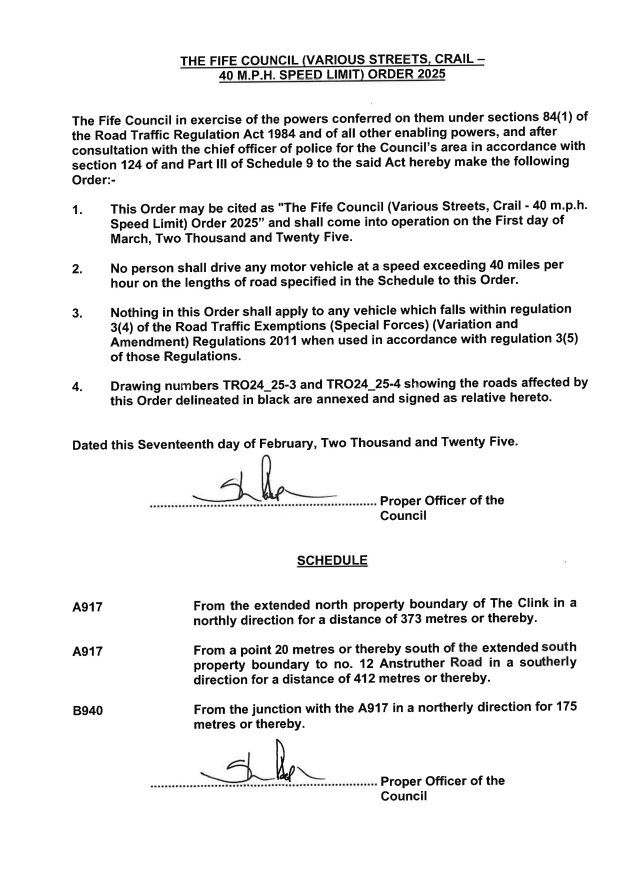 THE FIFE COUNCIL (VARIOUS STREETS, CRAIL –
40 M.P.H. SPEED LIMIT) ORDER 2025
The Fife Council in exercise of the powers conferred on them under sections 84(1) of
the Road Traffic Regulation Act 1984 and of all other enabling powers, and after
consultation with the chief officer of police for the Council's area in accordance with
section 124 of and Part III of Schedule 9 to the said Act hereby make the following
Order:-
1. This Order may be cited as "The Fife Council (Various Streets, Crail - 40 m.p.h.
Speed Limit) Order 2025” and shall come into operation on the First day of
March, Two Thousand and Twenty Five.
2. No person shall drive any motor vehicle at a speed exceeding 40 miles per
hour on the lengths of road specified in the Schedule to this Order.
3. Nothing in this Order shall apply to any vehicle which falls within regulation
3(4) of the Road Traffic Exemptions (Special Forces) (Variation and
Amendment) Regulations 2011 when used in accordance with regulation 3(5)
of those Regulations.
4. Drawing numbers TRO24_25-3 and TRO24_25-4 showing the roads affected by
this Order delineated in black are annexed and signed as relative hereto.
Dated this Seventeenth day of February, Two Thousand and Twenty Five.
Proper Officer of the
Council
SCHEDULE
A917 From the extended north property boundary of The Clink in a
northly direction for a distance of 373 metres or thereby.
A917 From a point 20 metres or thereby south of the extended south
property boundary to no. 12 Anstruther Road in a southerly
direction for a distance of 412 metres or thereby.
B940 From the junction with the A917 in a northerly direction for 175
metres or thereby.
Proper Officer of the
Council